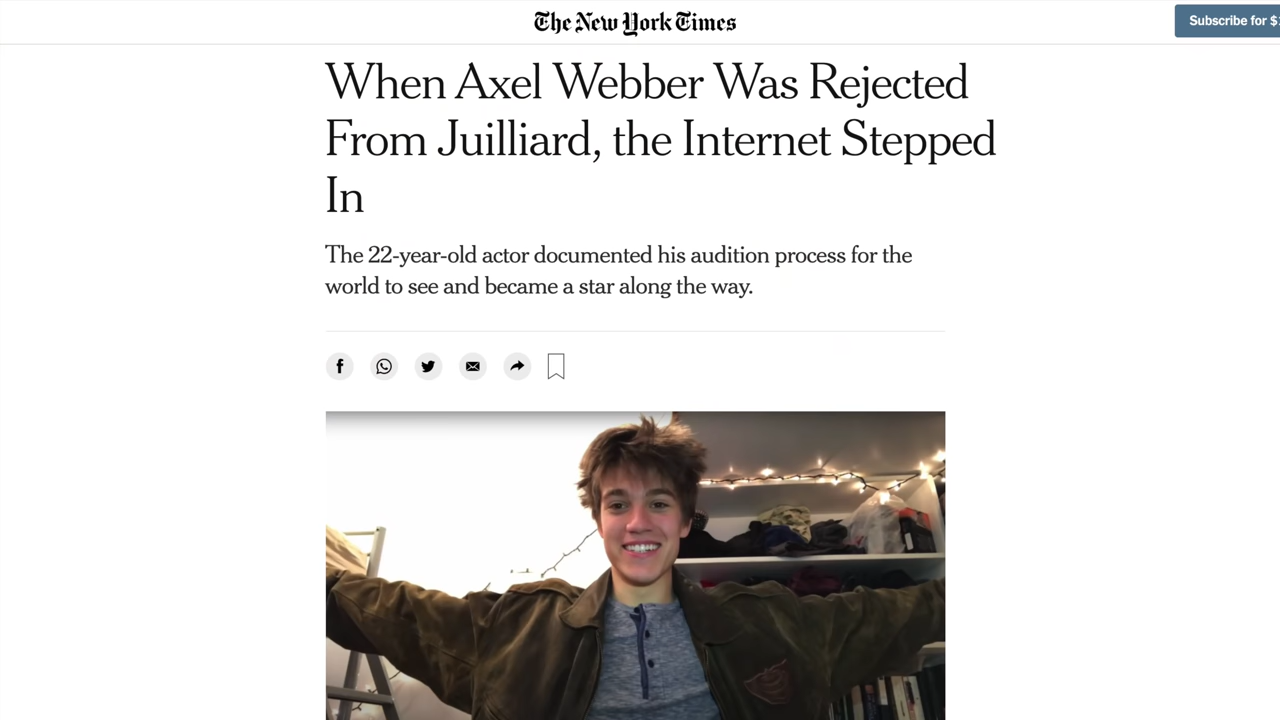 The New York Times
Subscribe for $
When Axel Webber Was Rejected
From Juilliard, the Internet Stepped
In
The 22-year-old actor documented his audition process for the
world to see and became a star along the way.